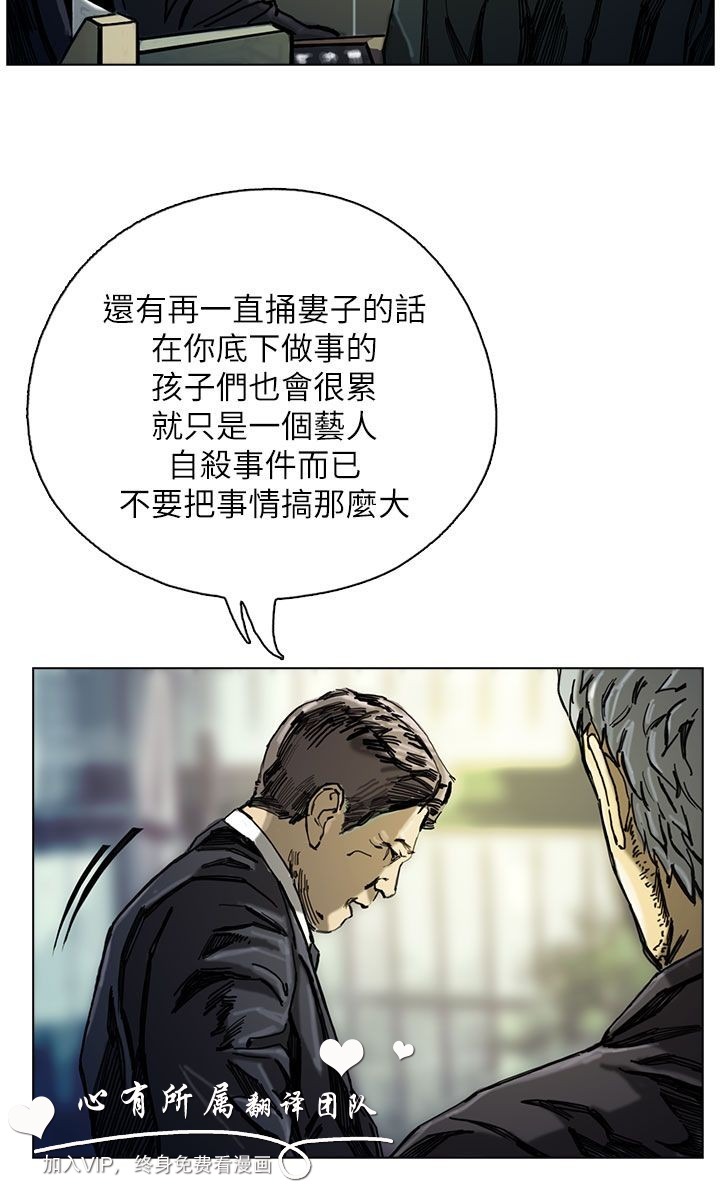 還有再一直捅婁子的話
在你底下做事的
孩子們也會很累
就只是一個藝人
自殺事件而已
不要把事情搞那麼大
心有所属翻译团队
加入VIP，终身免费看漫画